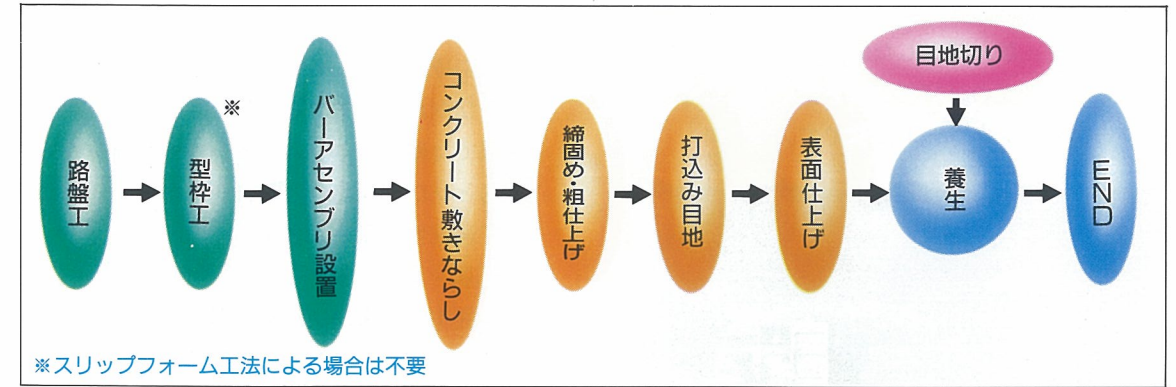 路盤工
型枠工
※
バーアセンブリ設置
コンクリート敷きならし
締固め・粗仕上げ
打込み目地
表面仕上げ
目地切り
養生
END
※スリップフォーム工法による場合は不要